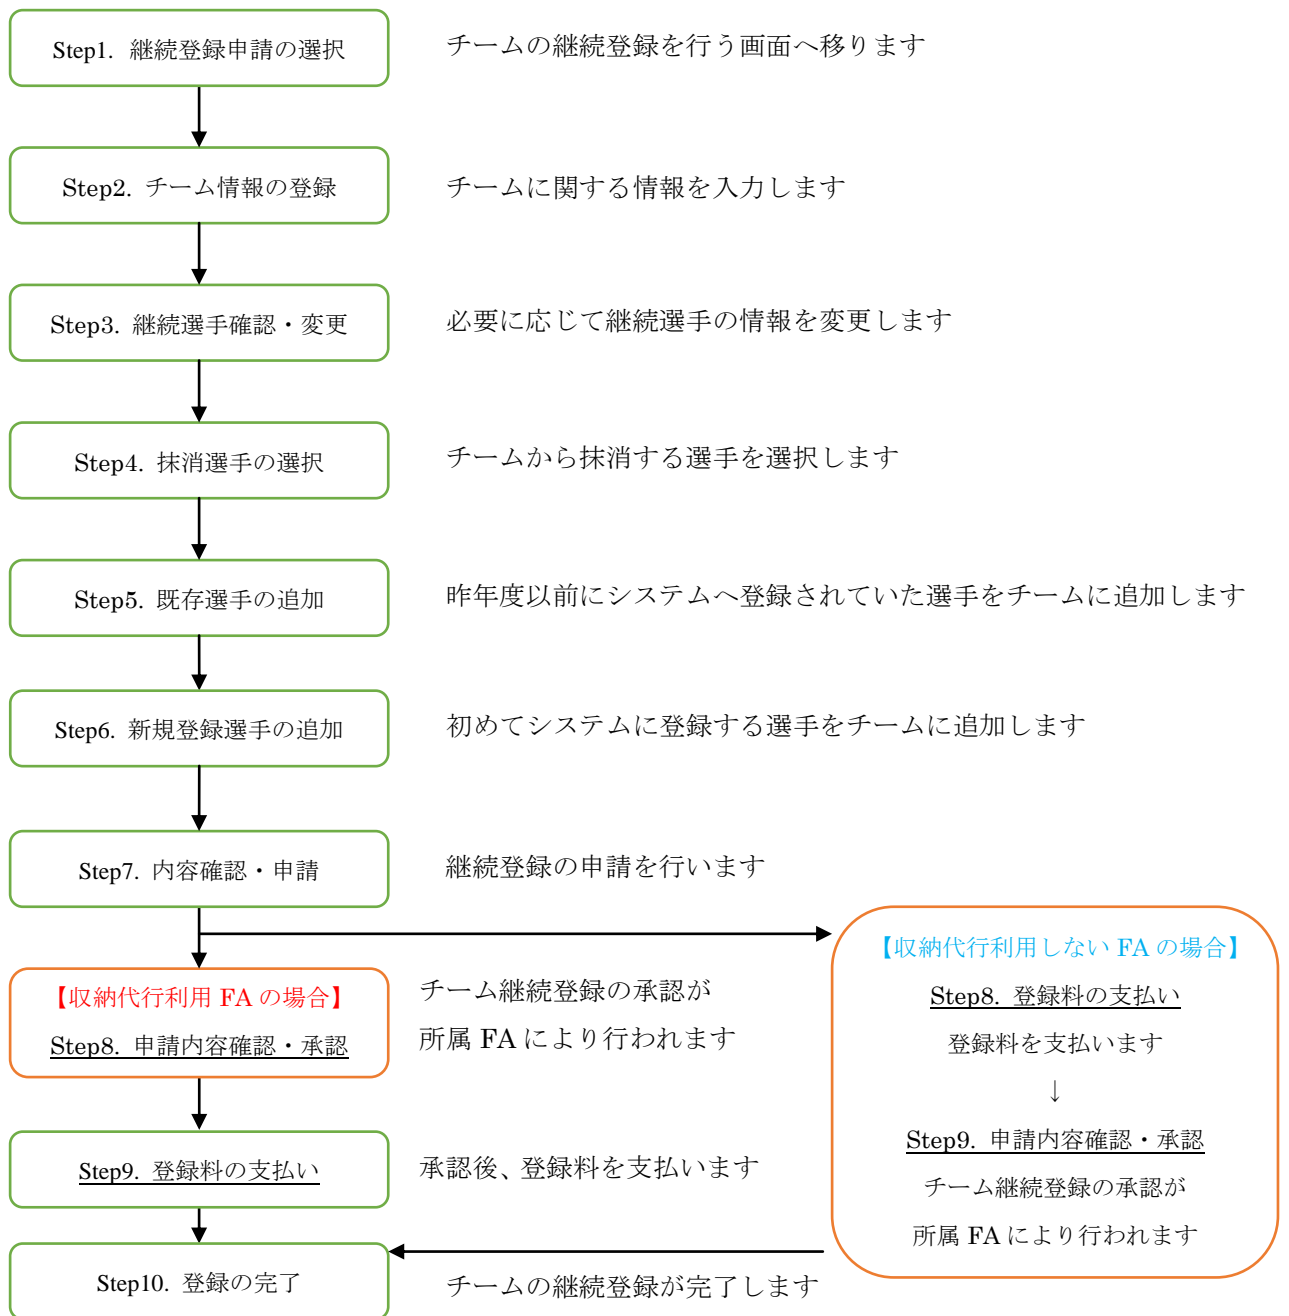 Step1. 継続登録申請の選択
チームの継続登録を行う画面へ移ります
Step2. チーム情報の登録
チームに関する情報を入力します
Step3. 継続選手確認・変更
必要に応じて継続選手の情報を変更します
Step4. 抹消選手の選択
チームから抹消する選手を選択します
Step5. 既存選手の追加
昨年度以前にシステムへ登録されていた選手をチームに追加します
Step6. 新規登録選手の追加
初めてシステムに登録する選手をチームに追加します
Step7. 内容確認・申請
継続登録の申請を行います
【収納代行利用 FA の場合】
Step8. 申請内容確認・承認
チーム継続登録の承認が
所属 FA により行われます
Step9. 登録料の支払い
承認後、登録料を支払います
【収納代行利用しない FA の場合】
Step8. 登録料の支払い
登録料を支払います
↓
Step9. 申請内容確認・承認
チーム継続登録の承認が
所属 FA により行われます
Step10. 登録の完了
チームの継続登録が完了します